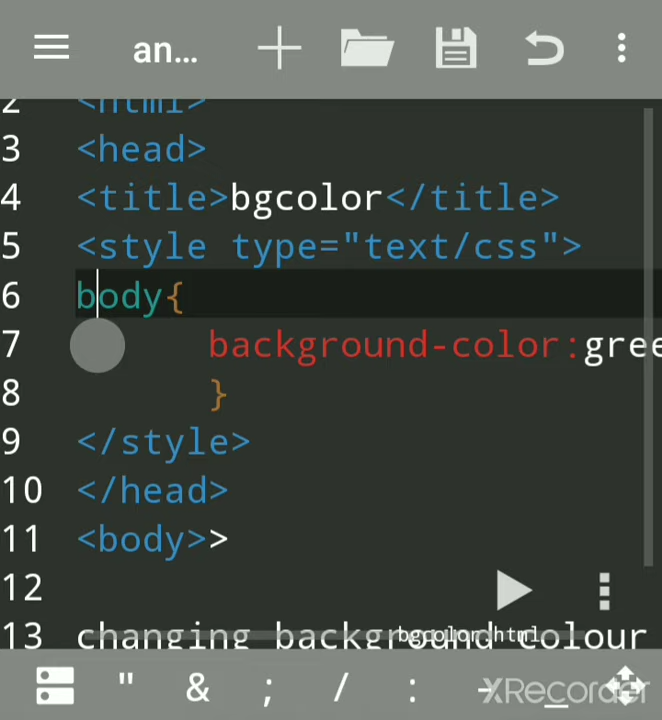 an...
2 <html>
3 <head>
4 <title>bgcolor</title>
5 <style type="text/css">
6 body{
7 background-color:gree
8 }
9 </style>
10 </head>
11 <body>>
12
13 changing background colour
bgcolor.html
" & ; / : - _
XRecorder